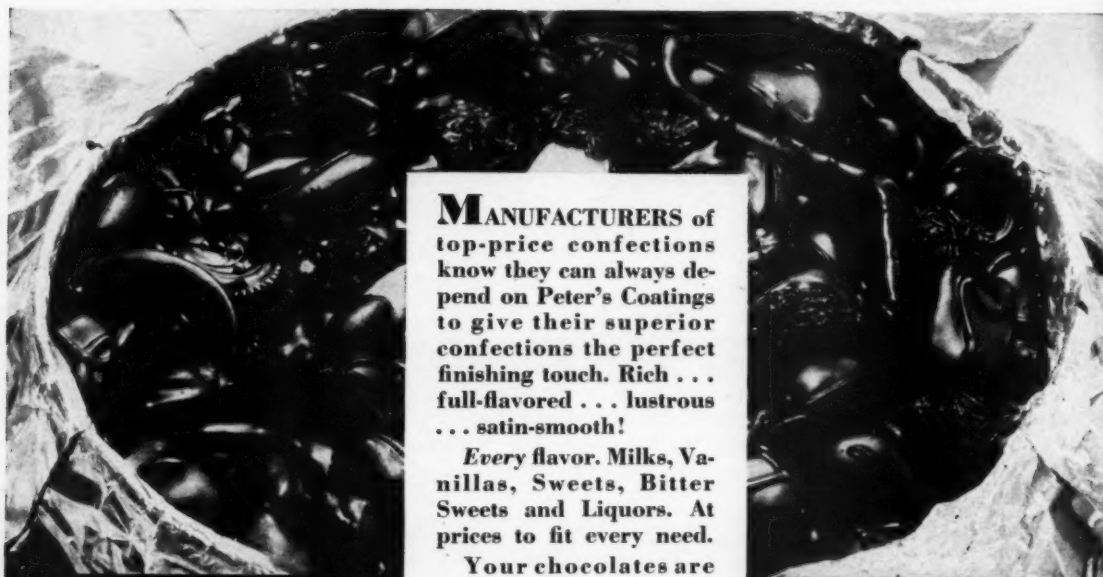 MANUFACTURERS of
top-price confections
know they can always de-
pend on Peter's Coatings
to give their superior
confections the perfect
finishing touch. Rich . . .
full-flavored . . . lustrous
. . . satin-smooth!
Every flavor. Milks, Va-
nillas, Sweets, Bitter
Sweets and Liquors. At
prices to fit every need.
Your chocolates are